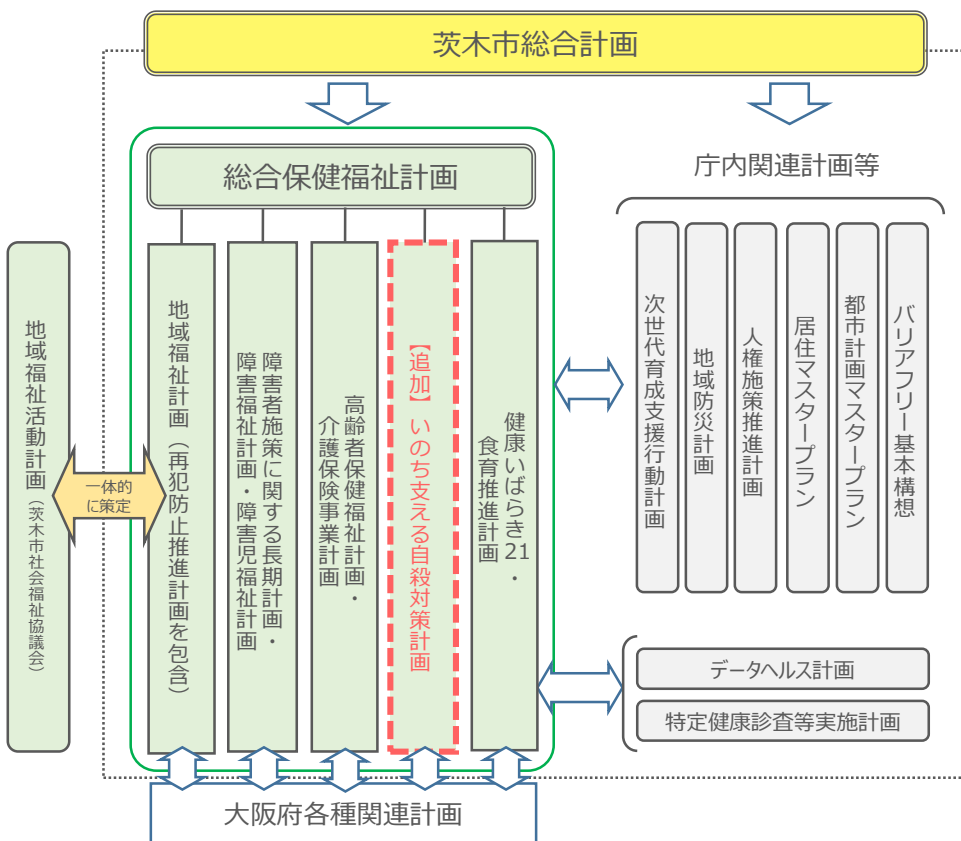 茨木市総合計画
総合保健福祉計画
庁内関連計画等
地域福祉活動計画(茨木市社会福祉協議会)
一体的
に策定
地域福祉計画(再犯防止推進計画を包含)
障害者施策に関する長期計画・
障害福祉計画・障害児福祉計画
高齢者保健福祉計画・
介護保険事業計画
【追加】いのち支える自殺対策計画
健康いばらき21・
食育推進計画
次世代育成支援行動計画
地域防災計画
人権施策推進計画
居住マスタープラン
都市計画マスタープラン
バリアフリー基本構想
データヘルス計画
特定健康診査等実施計画
大阪府各種関連計画